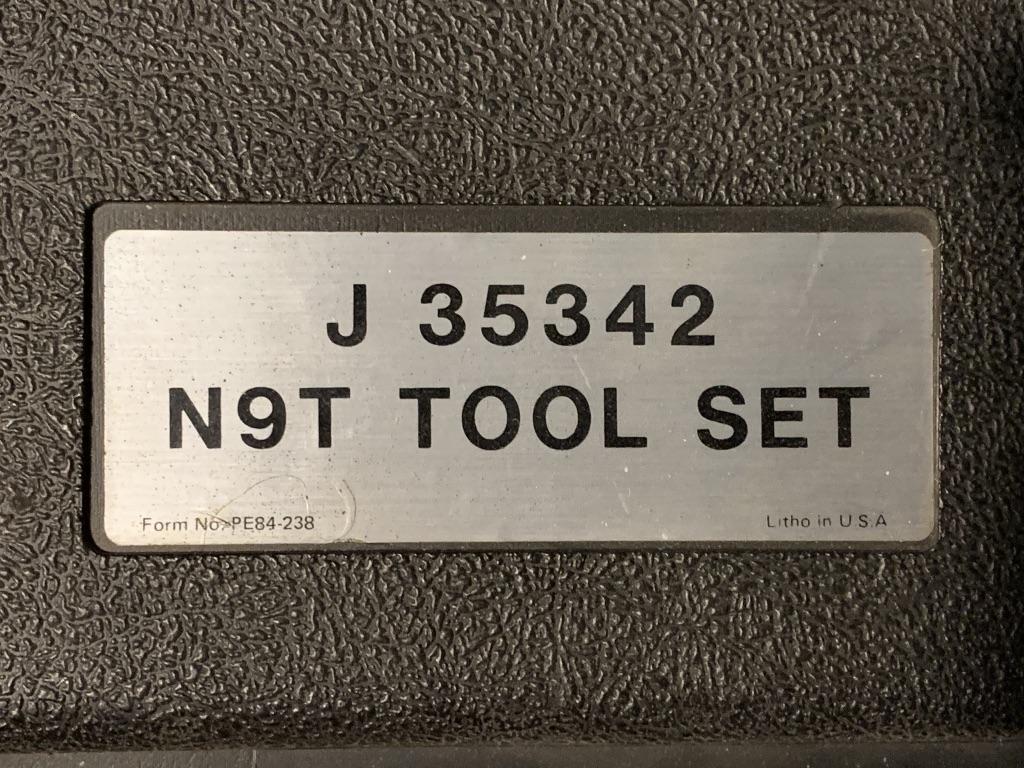 J 35342
N9T TOOL SET
Form No. PE84-238
Litho in U.S.A